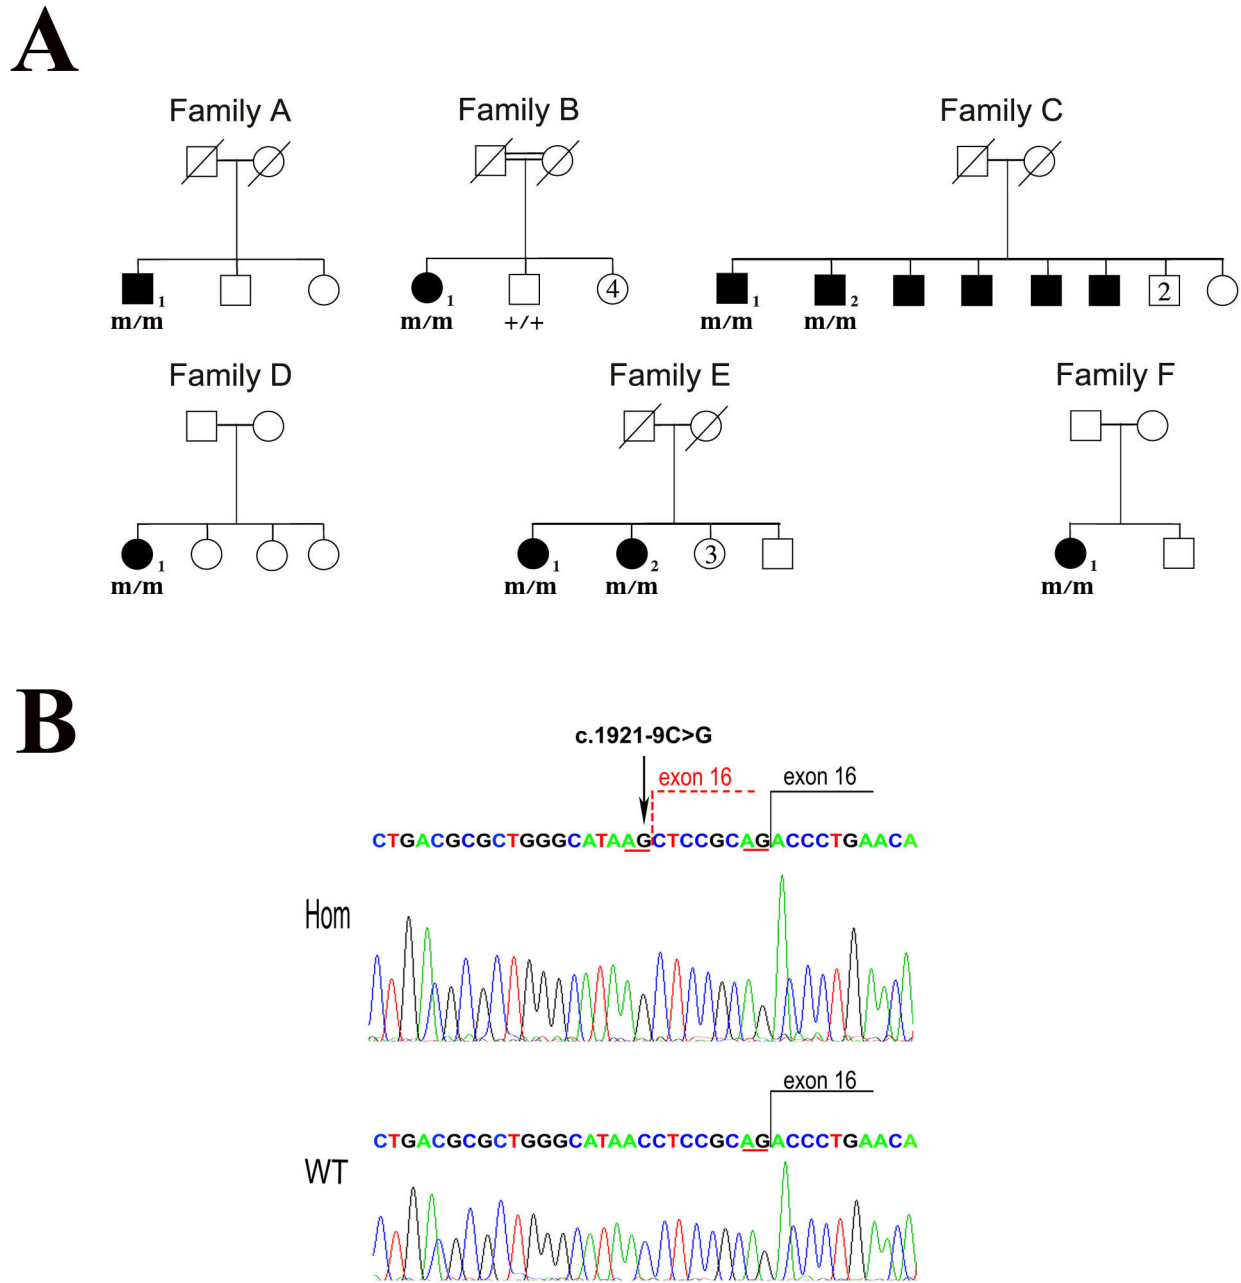 A
Family A
Family B
Family C
1
1
4
1
2
2
m/m
m/m
+/+
m/m
m/m
Family D
Family E
Family F
1
1
2
3
1
m/m
m/m
m/m
m/m
B
c.1921-9C>G
exon 16
exon 16
CTGACGCGCTGGGCATAAGCTCCGCAGACCCTGAACA
Hom
exon 16
CTGACGCGCTGGGCATAACCTCCGCAGACCCTGAACA
WT